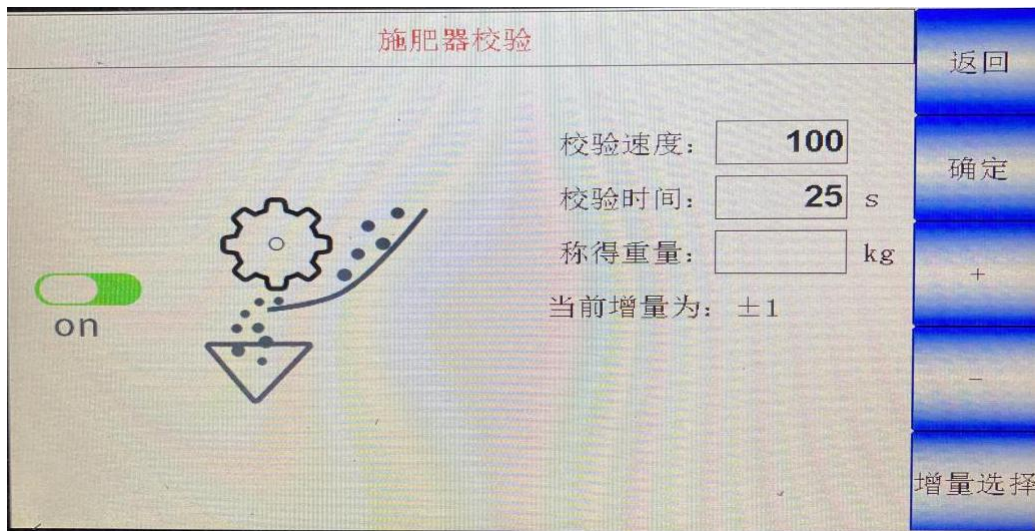 施肥器校验
返回
校验速度： 100
确定
校验时间： 25 s
称得重量： kg
+
当前增量为：±1
on
−
增量选择